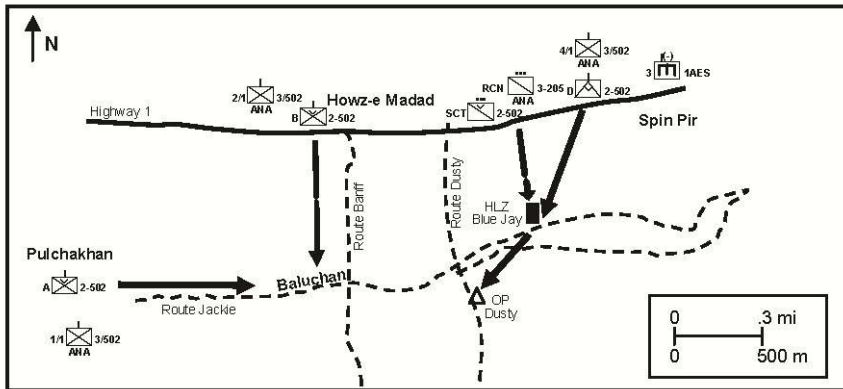 N
4/1 3/502
ANA
(-)
3 1AES
RCN 3-205
ANA
D 2-502
2/1 3/502
ANA
Howz-e Madad
B 2-502
SCT 2-502
Highway 1
Spin Pir
Route Banff
Route Dusty
HLZ
Blue Jay
Pulchakhan
A 2-502
Baluchan
Route Jackie
OP
Dusty
1/1 3/502
ANA
0 .3 mi
0 500 m